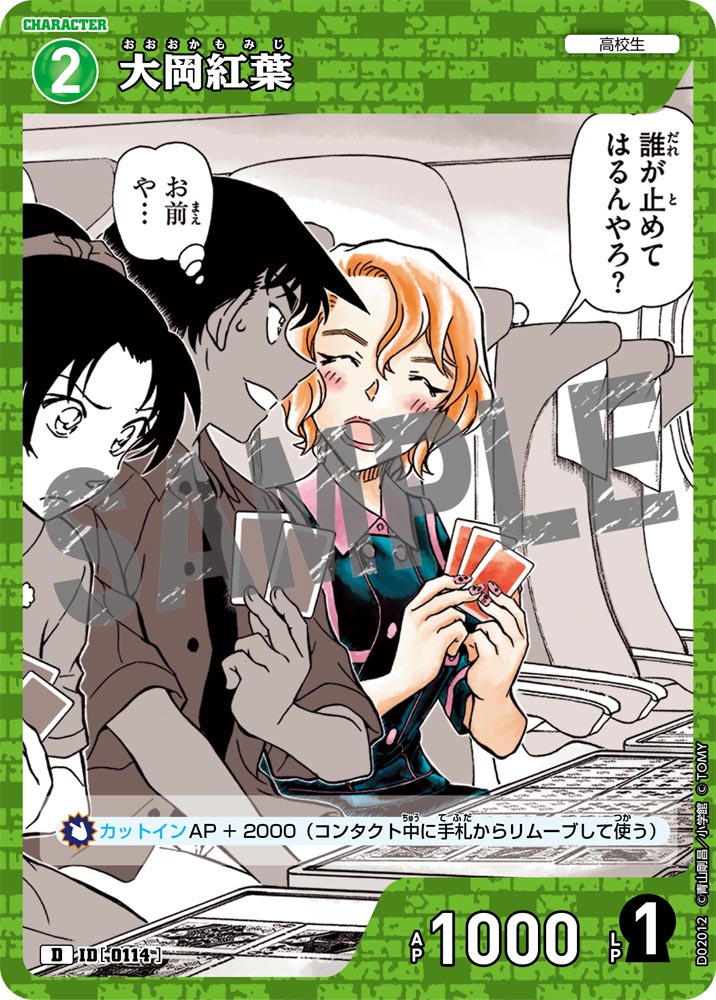 CHARACTER
2
おおおかもみじ
大岡紅葉
高校生
だれ と
誰が止めて
はるんやろ?
まえ
お前
や…
SAMPLE
ちゅう てふだ つか
カットインAP+2000(コンタクト中に手札からリムーブして使う)
D ID[-0114-]
AP 1000
LP 1
D02012 ©青山剛昌/小学館 ©TOMY